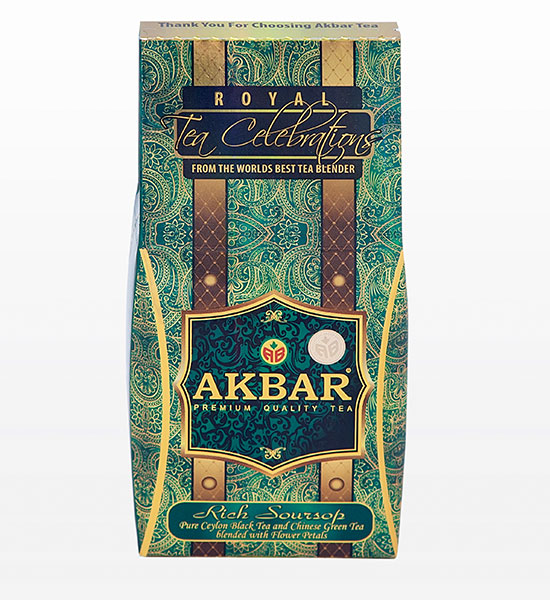 Thank You For Choosing Akbar Tea
ROYAL
Tea Celebrations
FROM THE WORLDS BEST TEA BLENDER
AB
AKBAR®
PREMIUM QUALITY TEA
Rich Soursop
Pure Ceylon Black Tea and Chinese Green Tea
blended with Flower Petals